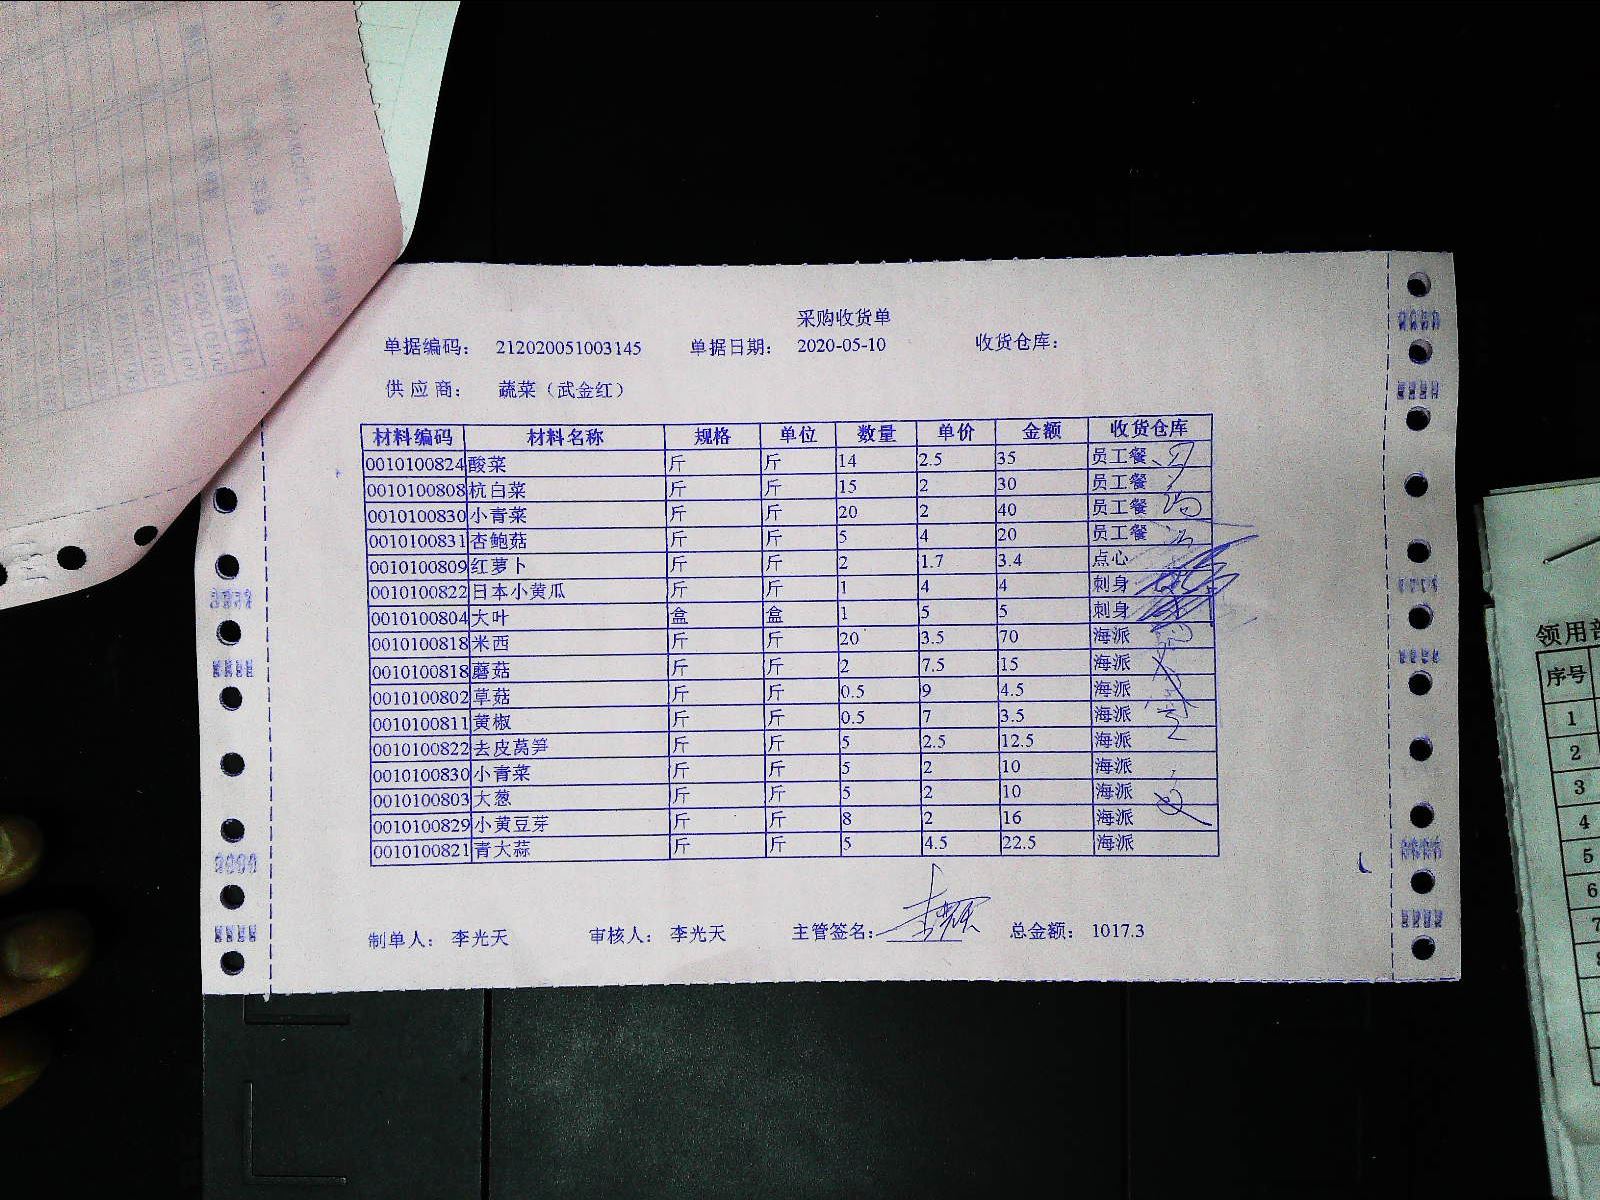 采购收货单
单据编码： 212020051003145 单据日期： 2020-05-10 收货仓库：
供 应 商： 蔬菜（武金红）
材料编码 材料名称 规格 单位 数量 单价 金额 收货仓库
0010100824 酸菜 斤 斤 14 2.5 35 员工餐
0010100808 杭白菜 斤 斤 15 2 30 员工餐
0010100830 小青菜 斤 斤 20 2 40 员工餐
0010100831 杏鲍菇 斤 斤 5 4 20 员工餐
0010100809 红萝卜 斤 斤 2 1.7 3.4 点心
0010100822 日本小黄瓜 斤 斤 1 4 4 刺身
0010100804 大叶 盒 盒 1 5 5 刺身
0010100818 米西 斤 斤 20 3.5 70 海派
0010100818 蘑菇 斤 斤 2 7.5 15 海派
0010100802 草菇 斤 斤 0.5 9 4.5 海派
0010100811 黄椒 斤 斤 0.5 7 3.5 海派
0010100822 去皮莴笋 斤 斤 5 2.5 12.5 海派
0010100830 小青菜 斤 斤 5 2 10 海派
0010100803 大葱 斤 斤 5 2 10 海派
0010100829 小黄豆芽 斤 斤 8 2 16 海派
0010100821 青大蒜 斤 斤 5 4.5 22.5 海派
制单人： 李光天 审核人： 李光天 主管签名： 总金额： 1017.3
领用部
序号
1
2
3
4
5
6
7
8